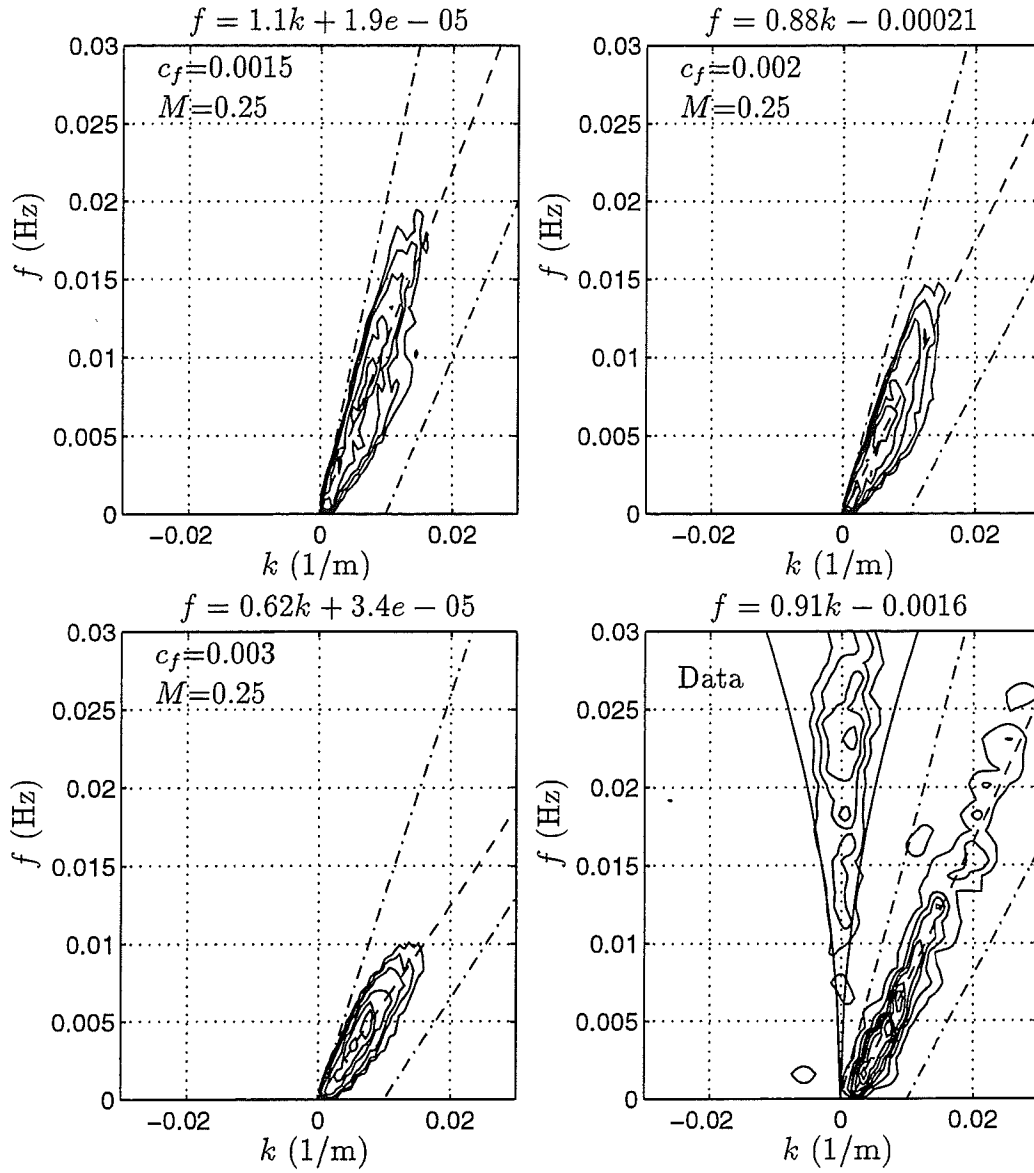 f = 1.1k + 1.9e − 05
c_f=0.0015
M=0.25
0.03
0.025
0.02
0.015
0.01
0.005
0
f (Hz)
−0.02
0
0.02
k (1/m)
f = 0.88k − 0.00021
c_f=0.002
M=0.25
0.03
0.025
0.02
0.015
0.01
0.005
0
f (Hz)
−0.02
0
0.02
k (1/m)
f = 0.62k + 3.4e − 05
c_f=0.003
M=0.25
0.03
0.025
0.02
0.015
0.01
0.005
0
f (Hz)
−0.02
0
0.02
k (1/m)
f = 0.91k − 0.0016
Data
0.03
0.025
0.02
0.015
0.01
0.005
0
f (Hz)
−0.02
0
0.02
k (1/m)